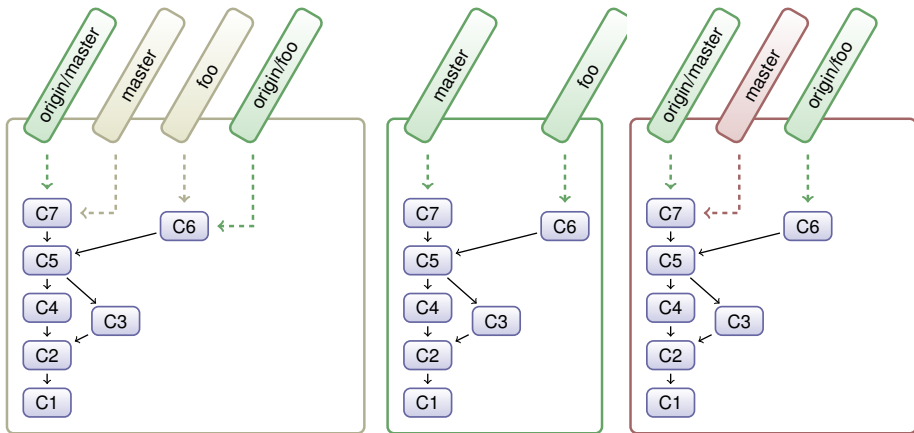 origin/master
master
foo
origin/foo
C7
C6
C5
C4
C3
C2
C1
master
foo
C7
C6
C5
C4
C3
C2
C1
origin/master
master
origin/foo
C7
C6
C5
C4
C3
C2
C1